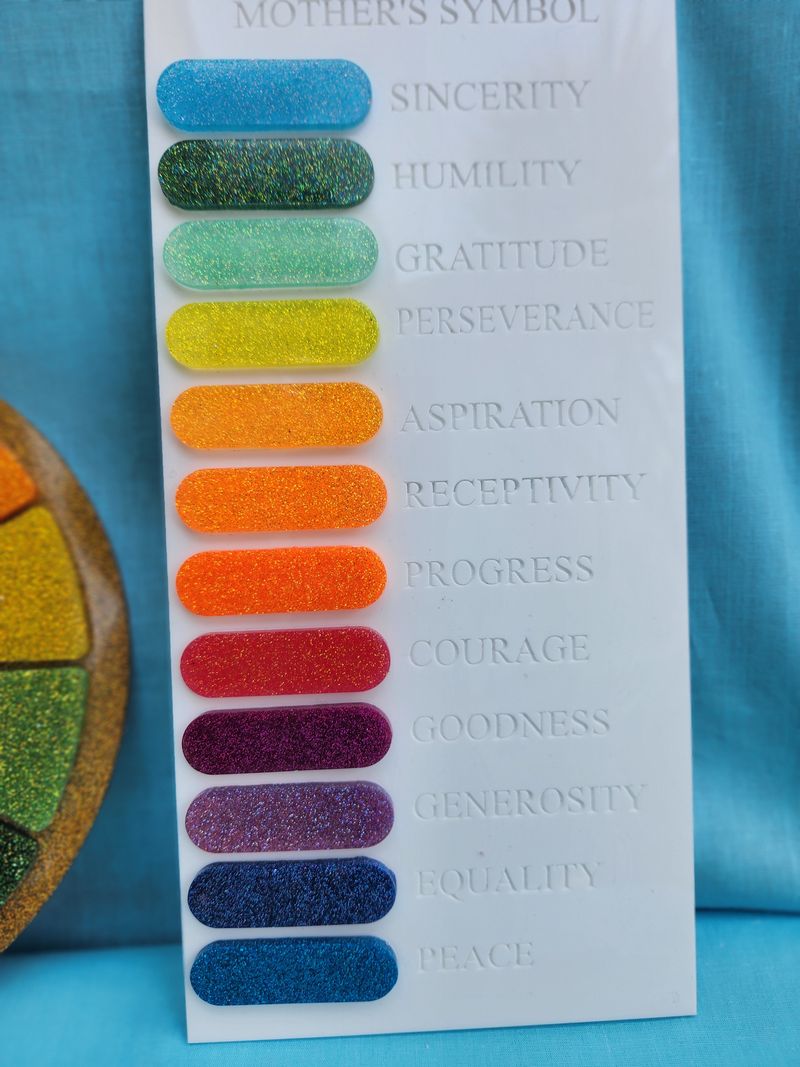 MOTHER'S SYMBOL
SINCERITY
HUMILITY
GRATITUDE
PERSEVERANCE
ASPIRATION
RECEPTIVITY
PROGRESS
COURAGE
GOODNESS
GENEROSITY
EQUALITY
PEACE